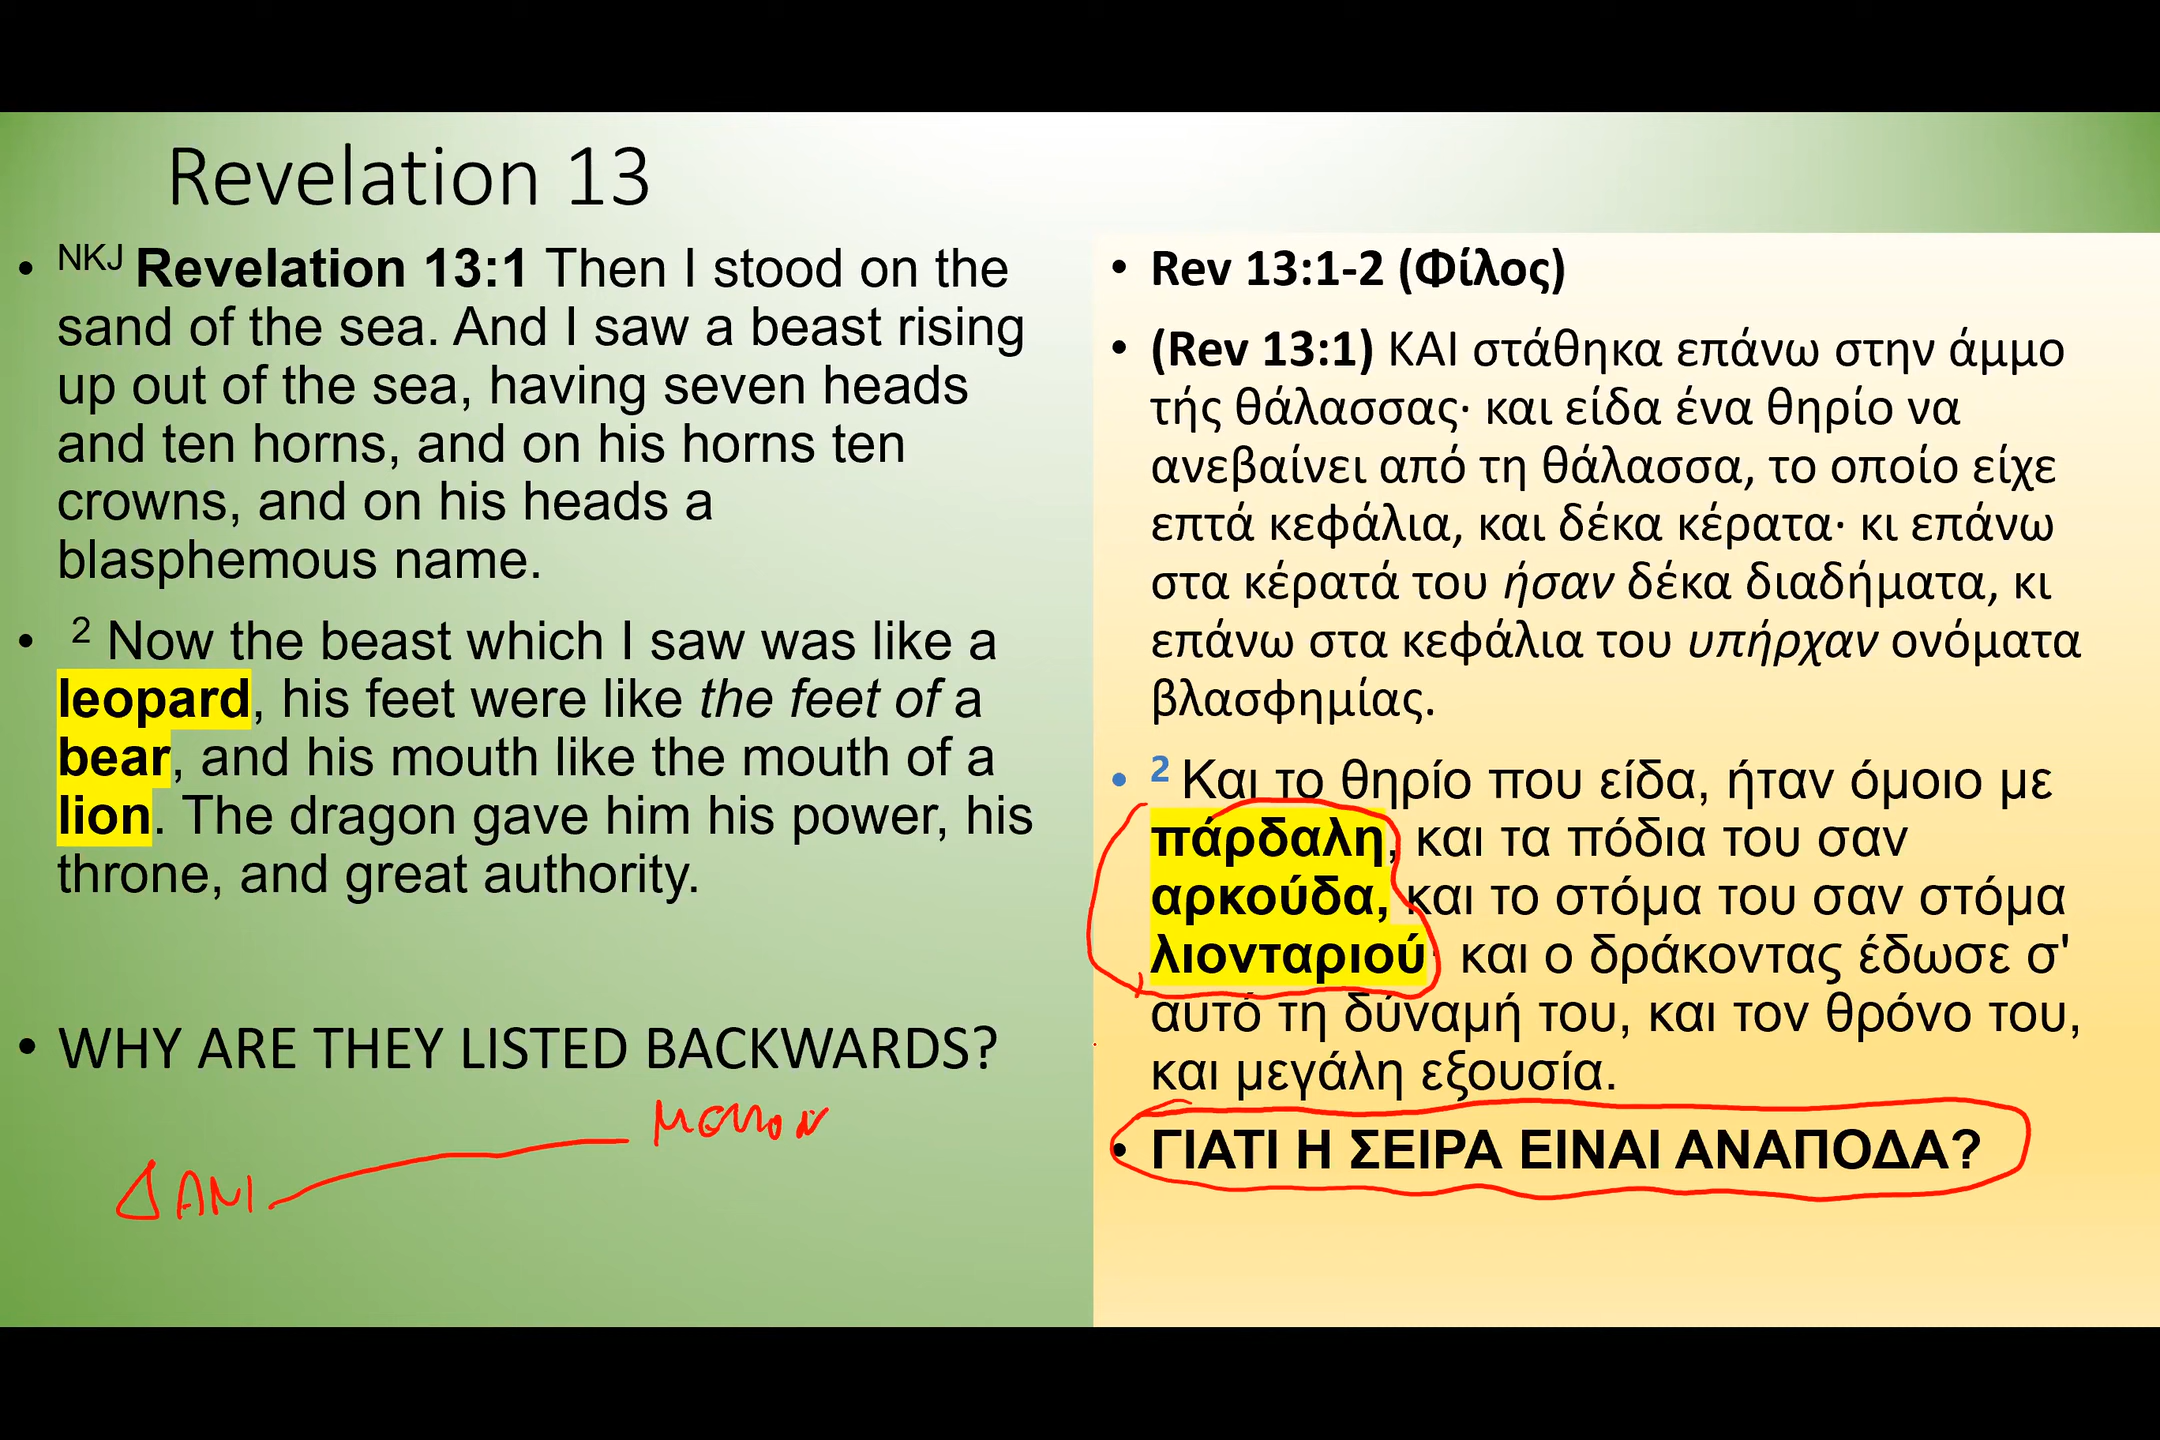 Revelation 13
• NKJ Revelation 13:1 Then I stood on the
sand of the sea. And I saw a beast rising
up out of the sea, having seven heads
and ten horns, and on his horns ten
crowns, and on his heads a
blasphemous name.
• 2 Now the beast which I saw was like a
leopard, his feet were like the feet of a
bear, and his mouth like the mouth of a
lion. The dragon gave him his power, his
throne, and great authority.
• WHY ARE THEY LISTED BACKWARDS?
ΔΑΝΙ
• Rev 13:1-2 (Φίλος)
• (Rev 13:1) ΚΑΙ στάθηκα επάνω στην άμμο
τής θάλασσας· και είδα ένα θηρίο να
ανεβαίνει από τη θάλασσα, το οποίο είχε
επτά κεφάλια, και δέκα κέρατα· κι επάνω
στα κέρατά του ήσαν δέκα διαδήματα, κι
επάνω στα κεφάλια του υπήρχαν ονόματα
βλασφημίας.
• 2 Και το θηρίο που είδα, ήταν όμοιο με
πάρδαλη, και τα πόδια του σαν
αρκούδα, και το στόμα του σαν στόμα
λιονταριού· και ο δράκοντας έδωσε σ'
αυτό τη δύναμή του, και τον θρόνο του,
και μεγάλη εξουσία.
• ΓΙΑΤΙ Η ΣΕΙΡΑ ΕΙΝΑΙ ΑΝΑΠΟΔΑ?